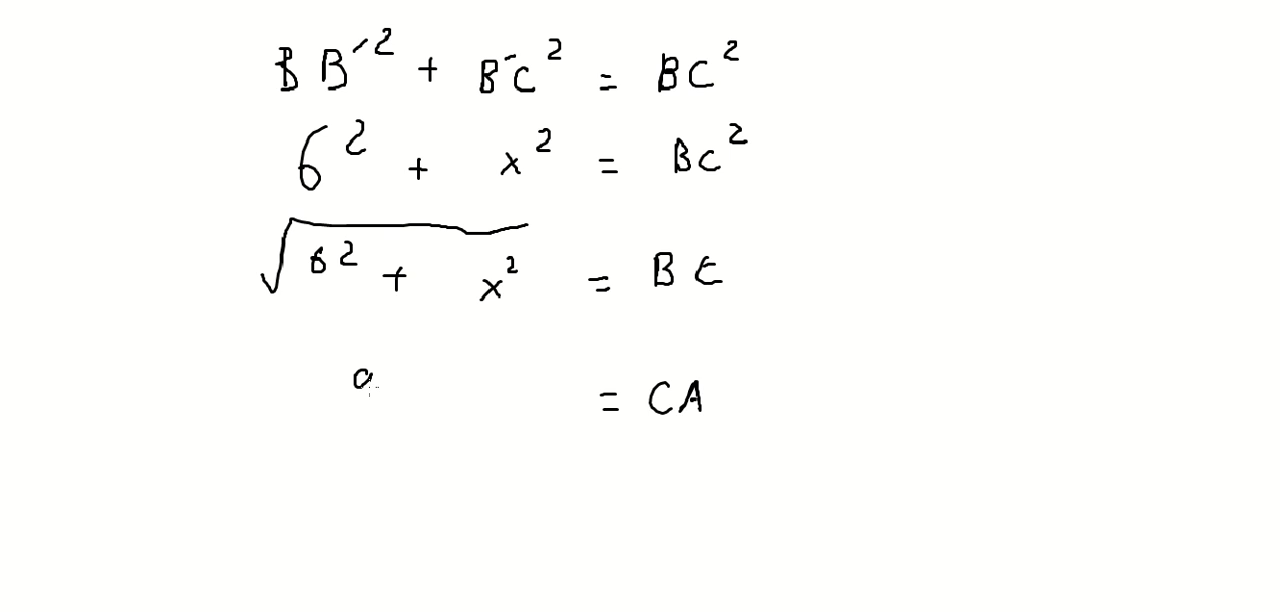 BB′² + B′C² = BC²
6² + x² = BC²
√(6² + x²) = BC
= CA